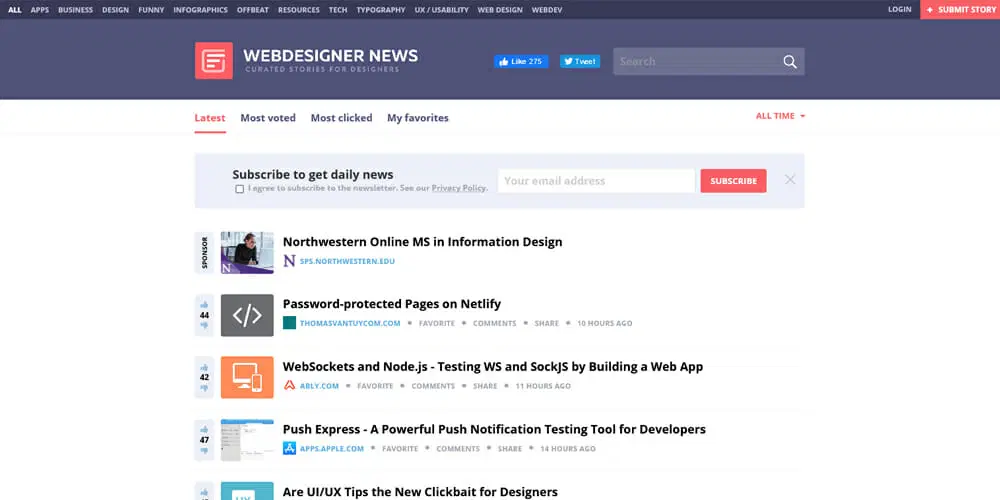 ALL APPS BUSINESS DESIGN FUNNY INFOGRAPHICS OFFBEAT RESOURCES TECH TYPOGRAPHY UX / USABILITY WEB DESIGN WEBDEV LOGIN + SUBMIT STORY
WEBDESIGNER NEWS
CURATED STORIES FOR DESIGNERS
Like 275 Tweet Search
Latest Most voted Most clicked My favorites ALL TIME
Subscribe to get daily news
I agree to subscribe to the newsletter. See our Privacy Policy.
Your email address SUBSCRIBE
SPONSOR
Northwestern Online MS in Information Design
N SPS.NORTHWESTERN.EDU
44
Password-protected Pages on Netlify
THOMASVANTUYCOM.COM • FAVORITE • COMMENTS • SHARE • 10 HOURS AGO
42
WebSockets and Node.js - Testing WS and SockJS by Building a Web App
ABLY.COM • FAVORITE • COMMENTS • SHARE • 11 HOURS AGO
47
Push Express - A Powerful Push Notification Testing Tool for Developers
APPS.APPLE.COM • FAVORITE • COMMENTS • SHARE • 14 HOURS AGO
Are UI/UX Tips the New Clickbait for Designers